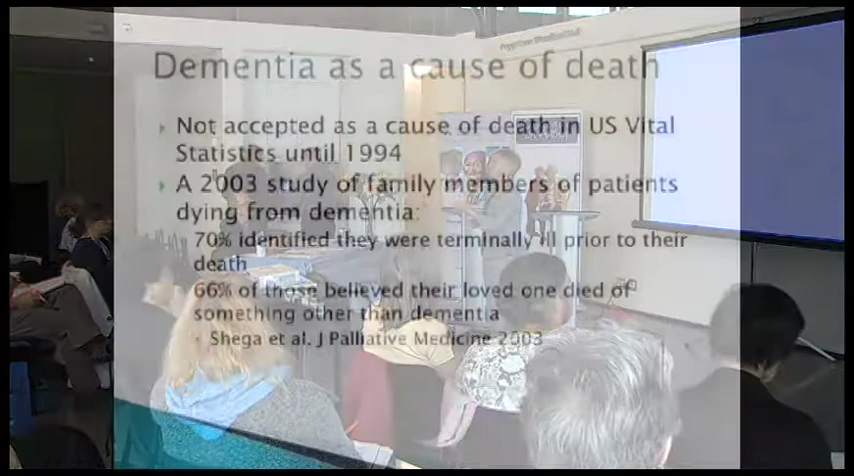 Dementia as a cause of death
Not accepted as a cause of death in US Vital
Statistics until 1994
A 2003 study of family members of patients
dying from dementia:
70% identified they were terminally ill prior to their
death
66% of those believed their loved one died of
something other than dementia
Shega et al. J Palliative Medicine 2003